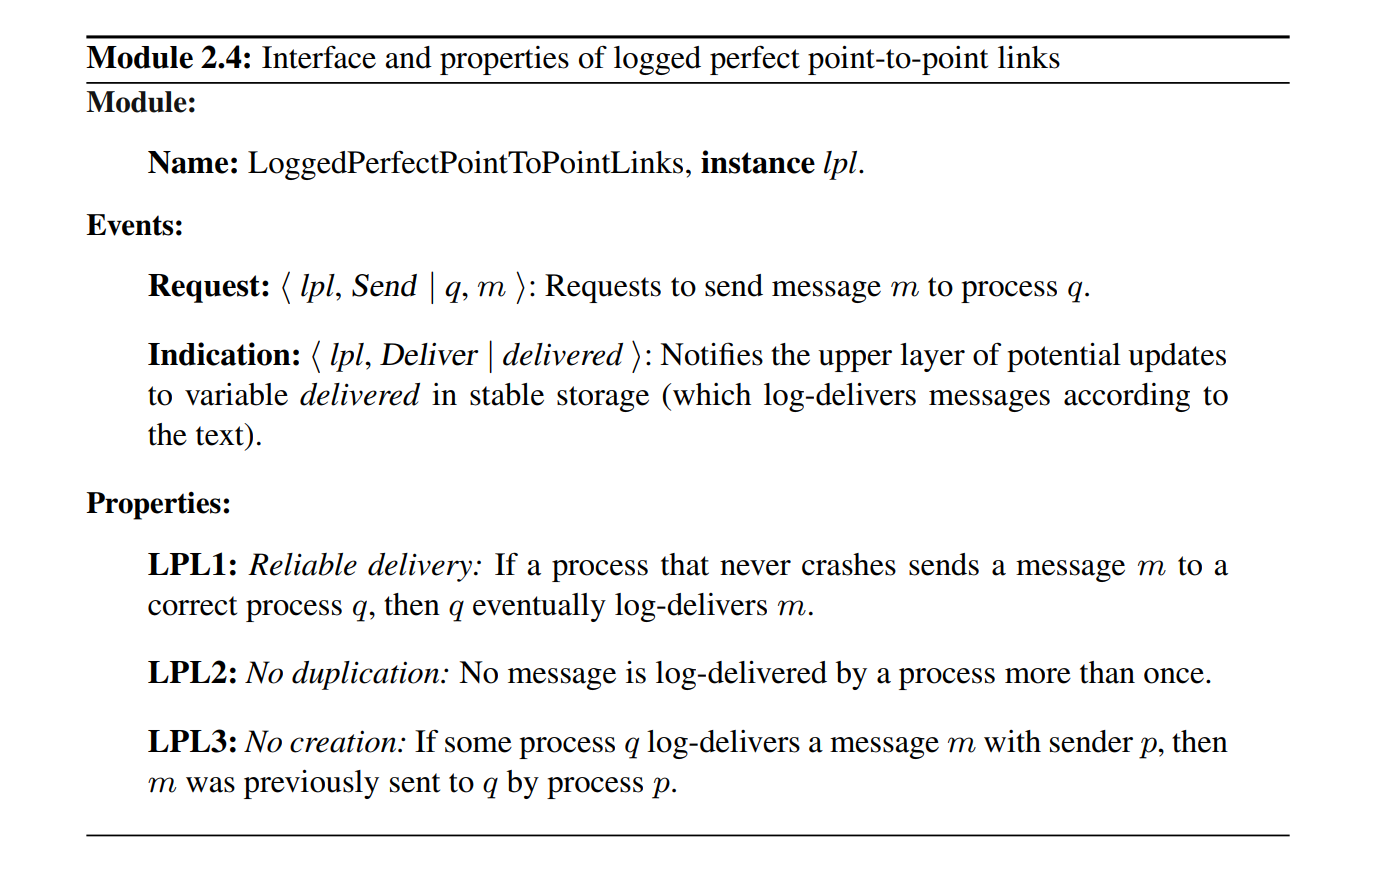 Module 2.4: Interface and properties of logged perfect point-to-point links
Module:
Name: LoggedPerfectPointToPointLinks, instance lpl.
Events:
Request: ⟨ lpl, Send | q, m ⟩: Requests to send message m to process q.
Indication: ⟨ lpl, Deliver | delivered ⟩: Notifies the upper layer of potential updates
to variable delivered in stable storage (which log-delivers messages according to
the text).
Properties:
LPL1: Reliable delivery: If a process that never crashes sends a message m to a
correct process q, then q eventually log-delivers m.
LPL2: No duplication: No message is log-delivered by a process more than once.
LPL3: No creation: If some process q log-delivers a message m with sender p, then
m was previously sent to q by process p.